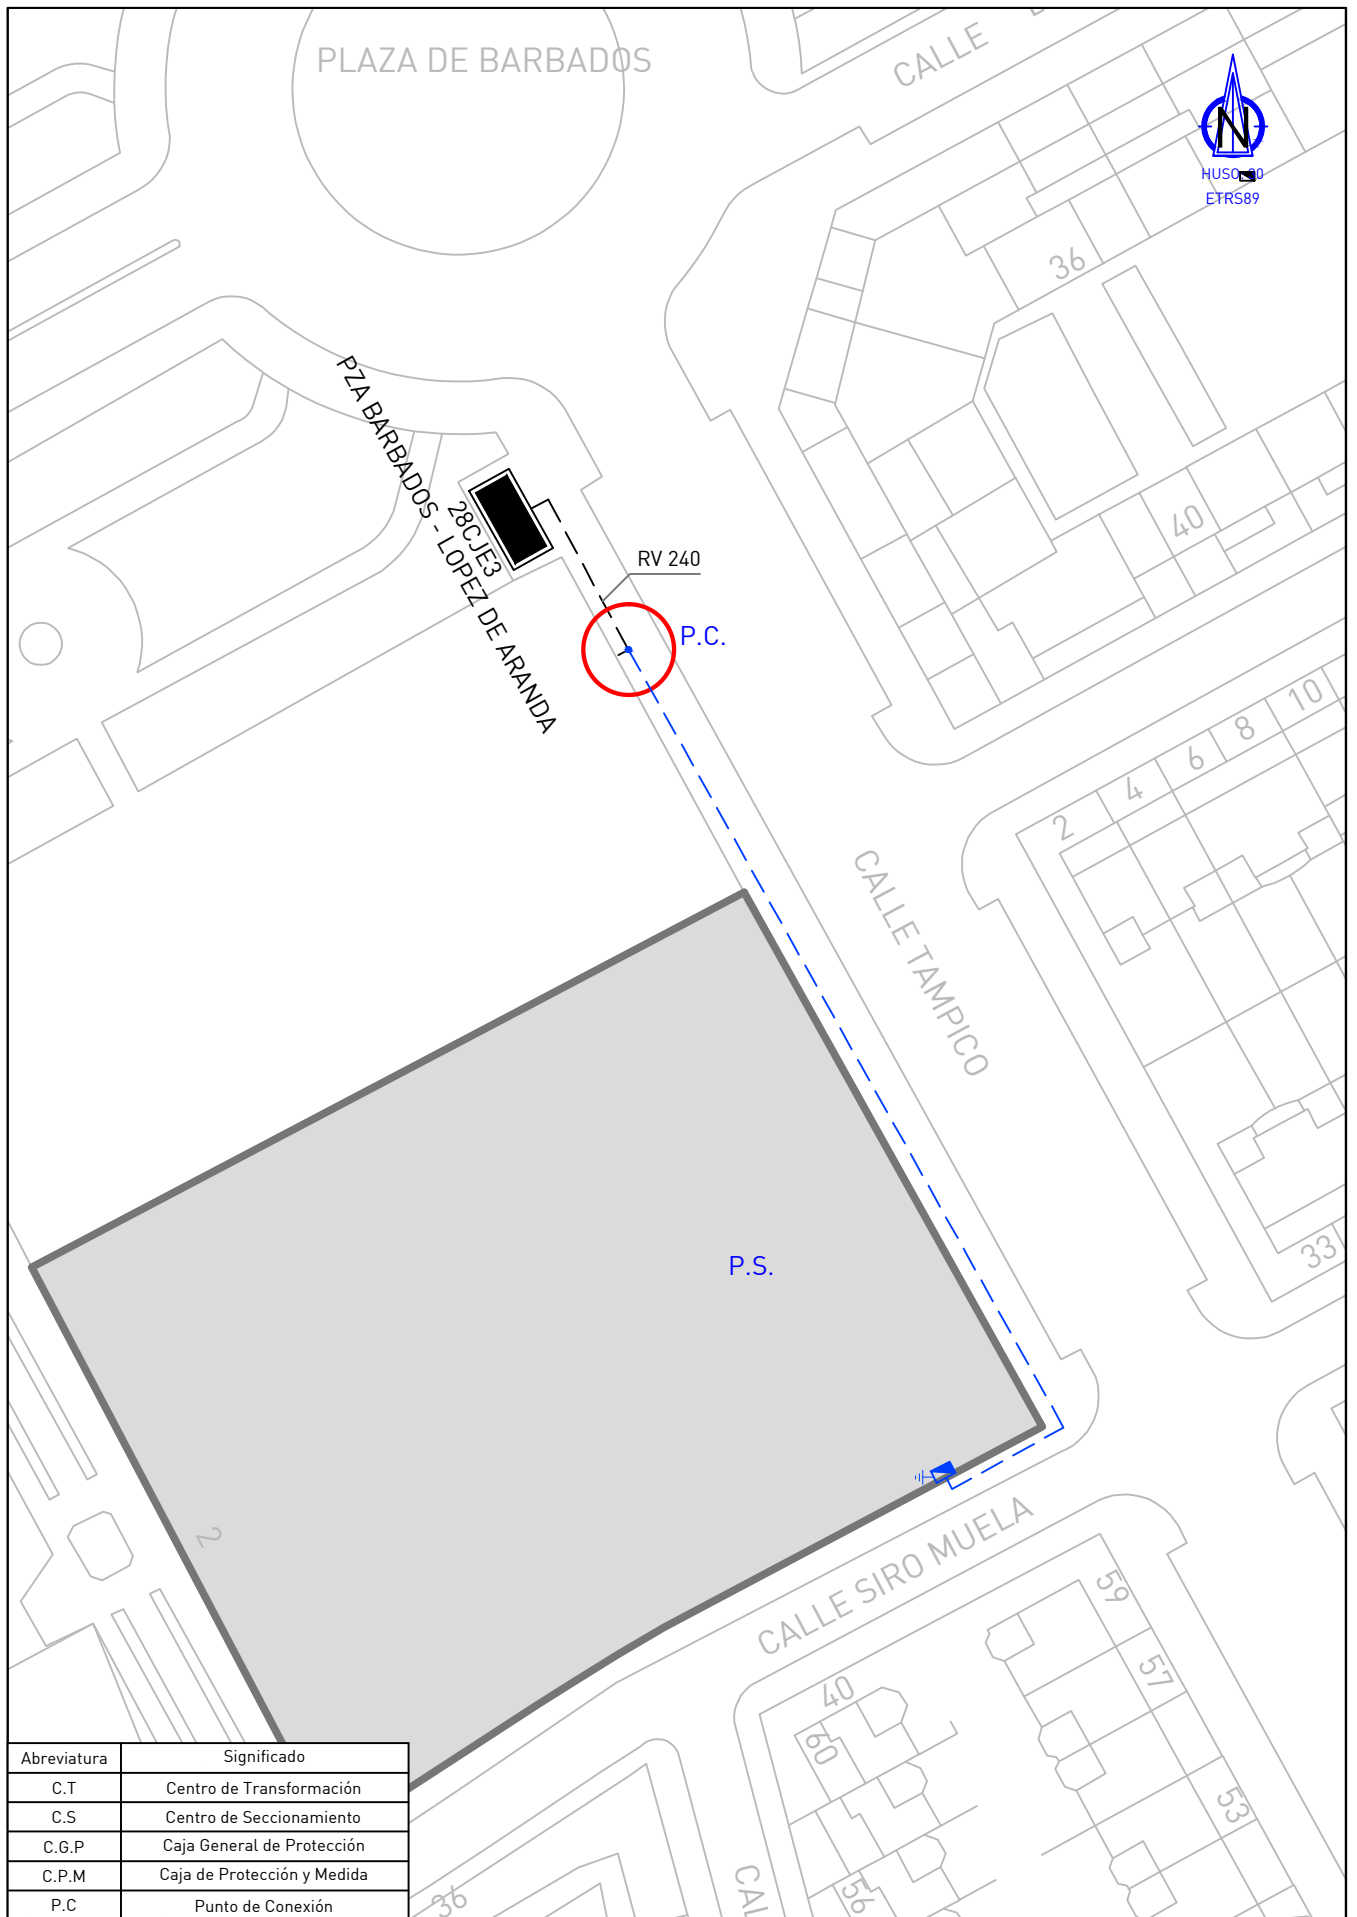 PLAZA DE BARBADOS
CALLE
N
ETRS89
36
PZA BARBADOS - LOPEZ DE ARANDA
28CJE3
40
RV 240
P.C.
2
4
6
8
10
CALLE TAMPICO
33
P.S.
2
CALLE SIRO MUELA
59
57
53
40
60
56
36
CAL
Abreviatura Significado
C.T Centro de Transformación
C.S Centro de Seccionamiento
C.G.P Caja General de Protección
C.P.M Caja de Protección y Medida
P.C Punto de Conexión